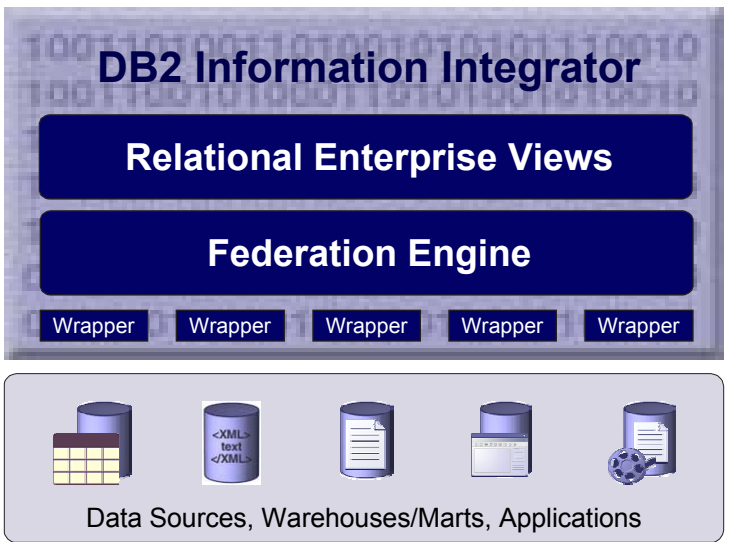 DB2 Information Integrator
Relational Enterprise Views
Federation Engine
Wrapper Wrapper Wrapper Wrapper Wrapper
<XML>
text
</XML>
Data Sources, Warehouses/Marts, Applications